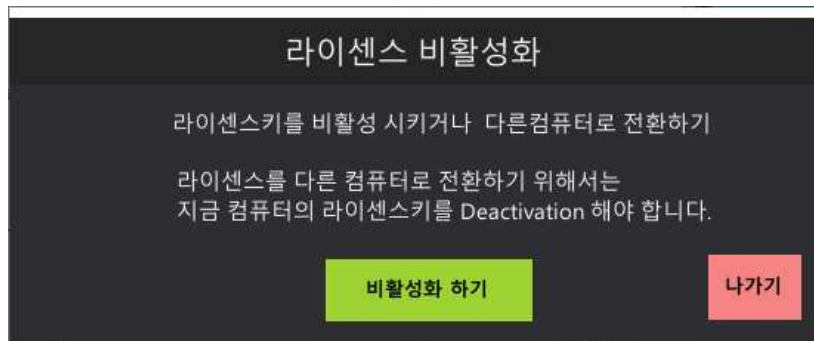 라이센스 비활성화
라이센스키를 비활성 시키거나 다른컴퓨터로 전환하기
라이센스를 다른 컴퓨터로 전환하기 위해서는
지금 컴퓨터의 라이센스키를 Deactivation 해야 합니다.
비활성화 하기
나가기